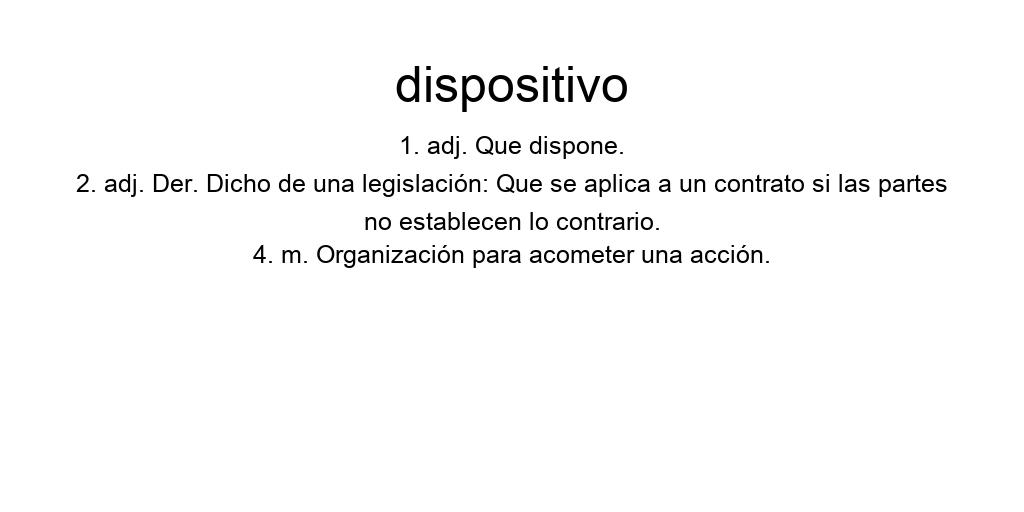 dispositivo
1. adj. Que dispone.
2. adj. Der. Dicho de una legislación: Que se aplica a un contrato si las partes
no establecen lo contrario.
4. m. Organización para acometer una acción.